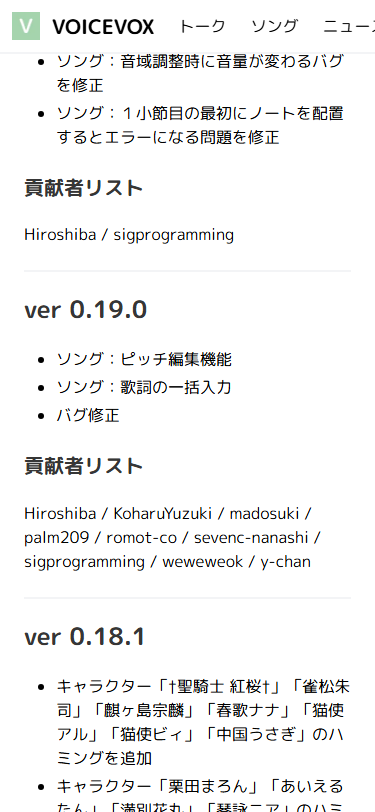 V VOICEVOX トーク ソング ニュース
ソング：音域調整時に音量が変わるバグ
を修正
ソング：１小節目の最初にノートを配置
するとエラーになる問題を修正
貢献者リスト
Hiroshiba / sigprogramming
ver 0.19.0
ソング：ピッチ編集機能
ソング：歌詞の一括入力
バグ修正
貢献者リスト
Hiroshiba / KoharuYuzuki / madosuki /
palm209 / romot-co / sevenc-nanashi /
sigprogramming / weweweok / y-chan
ver 0.18.1
キャラクター「†聖騎士 紅桜†」「雀松朱
司」「麒ヶ島宗麟」「春歌ナナ」「猫使
アル」「猫使ビィ」「中国うさぎ」のハ
ミングを追加
キャラクター「栗田まろん」「あいえる
たん」「満別花丸」「琴詠ニア」のハミ